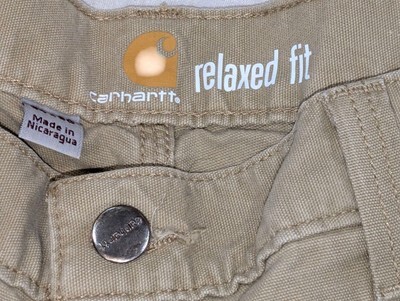 carhartt
relaxed fit
Made in
Nicaragua